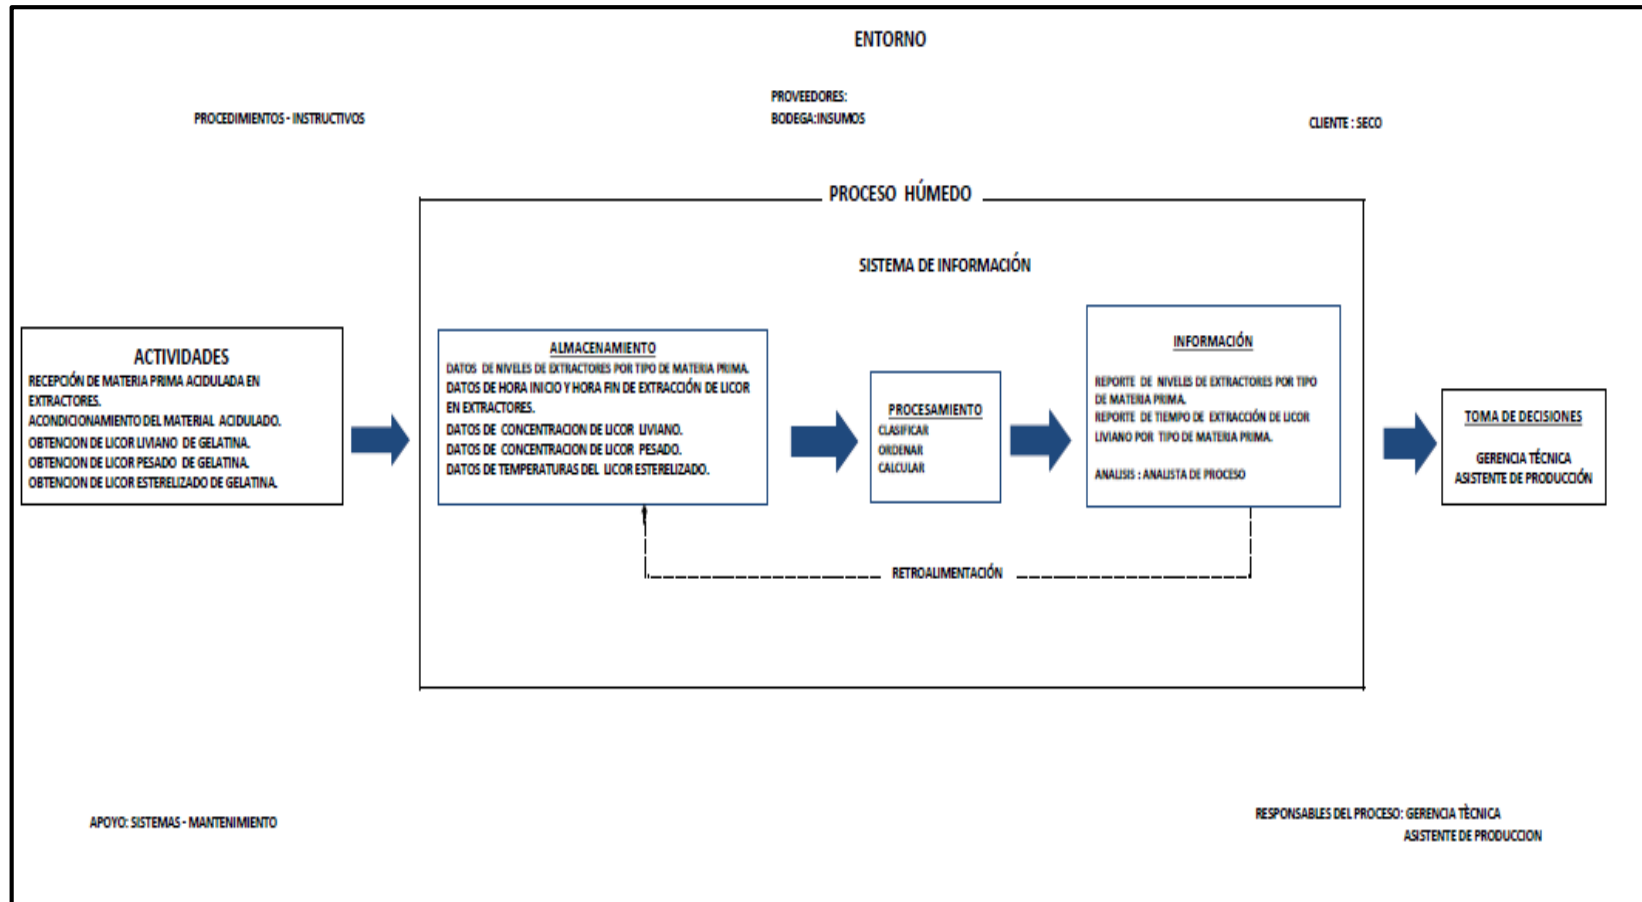 ENTORNO
PROCEDIMIENTOS - INSTRUCTIVOS
PROVEEDORES:
BODEGA:INSUMOS
CLIENTE : SECO
PROCESO HÚMEDO
SISTEMA DE INFORMACIÓN
ACTIVIDADES
RECEPCIÓN DE MATERIA PRIMA ACIDULADA EN
EXTRACTORES.
ACONDICIONAMIENTO DEL MATERIAL ACIDULADO.
OBTENCION DE LICOR LIVIANO DE GELATINA.
OBTENCION DE LICOR PESADO DE GELATINA.
OBTENCION DE LICOR ESTERELIZADO DE GELATINA.
ALMACENAMIENTO
DATOS DE NIVELES DE EXTRACTORES POR TIPO DE MATERIA PRIMA.
DATOS DE HORA INICIO Y HORA FIN DE EXTRACCIÓN DE LICOR
EN EXTRACTORES.
DATOS DE CONCENTRACION DE LICOR LIVIANO.
DATOS DE CONCENTRACION DE LICOR PESADO.
DATOS DE TEMPERATURAS DEL LICOR ESTERELIZADO.
PROCESAMIENTO
CLASIFICAR
ORDENAR
CALCULAR
INFORMACIÓN
REPORTE DE NIVELES DE EXTRACTORES POR TIPO
DE MATERIA PRIMA.
REPORTE DE TIEMPO DE EXTRACCIÓN DE LICOR
LIVIANO POR TIPO DE MATERIA PRIMA.
ANALISIS : ANALISTA DE PROCESO
TOMA DE DECISIONES
GERENCIA TÉCNICA
ASISTENTE DE PRODUCCIÓN
RETROALIMENTACIÓN
APOYO: SISTEMAS - MANTENIMIENTO
RESPONSABLES DEL PROCESO: GERENCIA TÈCNICA
ASISTENTE DE PRODUCCION